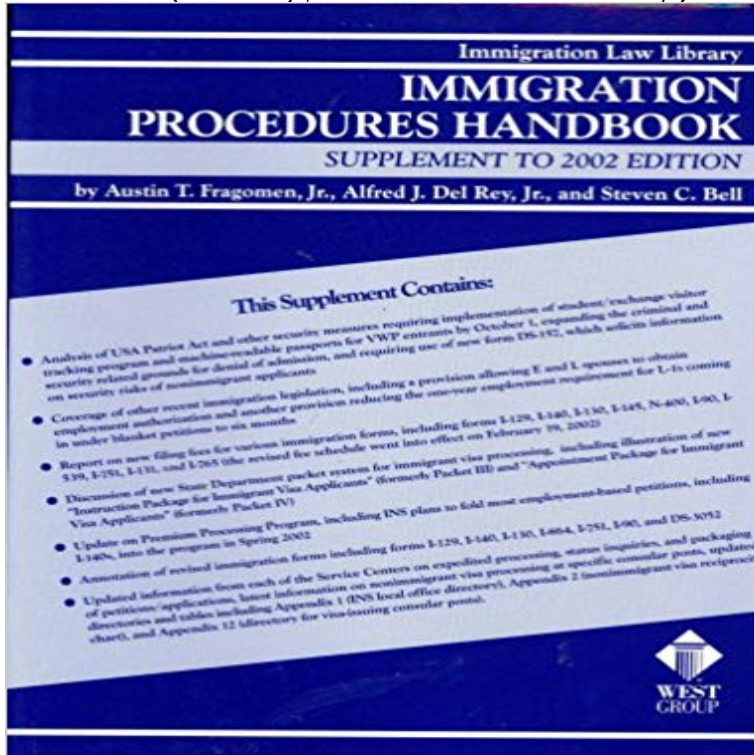 Immigration Law Library
IMMIGRATION
PROCEDURES HANDBOOK
SUPPLEMENT TO 2002 EDITION
by Austin T. Fragomen, Jr., Alfred J. Del Rey, Jr., and Steven C. Bell
This Supplement Contains:
● Analysis of USA Patriot Act and other security measures requiring implementation of student/exchange visitor
tracking program and machine-readable passports for VWP entrants by October 1, expanding the criminal and
security related grounds for denial of admission, and requiring use of new form DS-157, which solicits information
on security risks of nonimmigrant applicants
● Coverage of other recent immigration legislation, including a provision allowing E and L spouses to obtain
employment authorization and another provision reducing the one-year employment requirement for L-1s coming
in under blanket petitions to six months
● Report on new filing fees for various immigration forms, including forms I-129, I-140, I-130, I-145, N-400, I-90, I-
539, I-751, I-131, and I-765 (the revised fee schedule went into effect on February 19, 2002)
● Discussion of new State Department packet system for immigrant visa processing, including illustration of new
"Instruction Package for Immigrant Visa Applicants" (formerly Packet III) and "Appointment Package for Immigrant
Visa Applicants" (formerly Packet IV)
● Update on Premium Processing Program, including INS plans to fold most employment-based petitions, including
I-140s, into the program in Spring 2002
● Annotation of revised immigration forms including forms I-129, I-140, I-130, I-864, I-751, I-90, and DS-3052
● Updated information from each of the Service Centers on expedited processing, status inquiries, and packaging
of petitions/applications, latest information on nonimmigrant visa processing at specific consular posts, update
directories and tables including Appendix 1 (INS local office directory), Appendix 2 (nonimmigrant visa reciproci
chart), and Appendix 12 (directory for visa-issuing consular posts).
WEST
GROUP